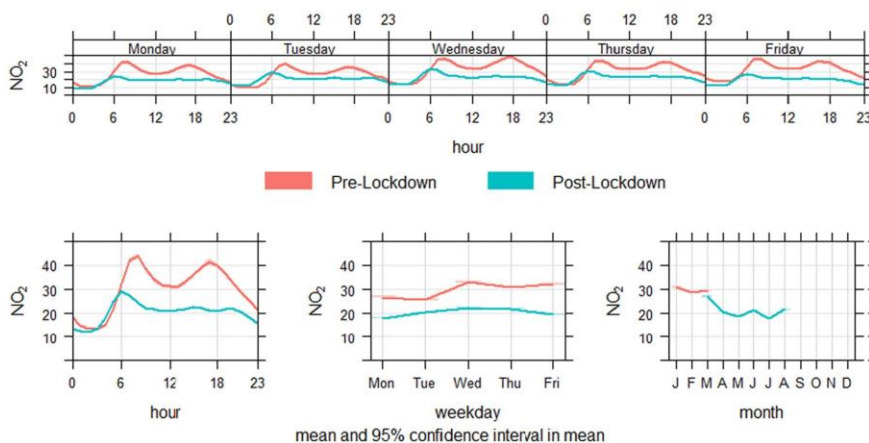 0 6 12 18 23 0 6 12 18 23
Monday Tuesday Wednesday Thursday Friday
NO2
30
10
0 6 12 18 23 0 6 12 18 23 0 6 12 18 23
hour
Pre-Lockdown Post-Lockdown
NO2
40
30
20
10
0 6 12 18 23
hour
NO2
40
30
20
10
Mon Tue Wed Thu Fri
weekday
NO2
40
30
20
10
J F M A M J J A S O N D
month
mean and 95% confidence interval in mean